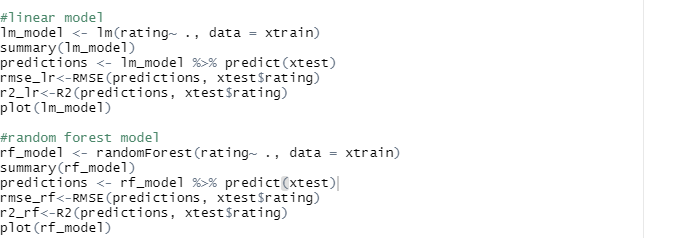 #linear model
lm_model <- lm(rating~ ., data = xtrain)
summary(lm_model)
predictions <- lm_model %>% predict(xtest)
rmse_lr<-RMSE(predictions, xtest$rating)
r2_lr<-R2(predictions, xtest$rating)
plot(lm_model)
#random forest model
rf_model <- randomForest(rating~ ., data = xtrain)
summary(rf_model)
predictions <- rf_model %>% predict(xtest)
rmse_rf<-RMSE(predictions, xtest$rating)
r2_rf<-R2(predictions, xtest$rating)
plot(rf_model)